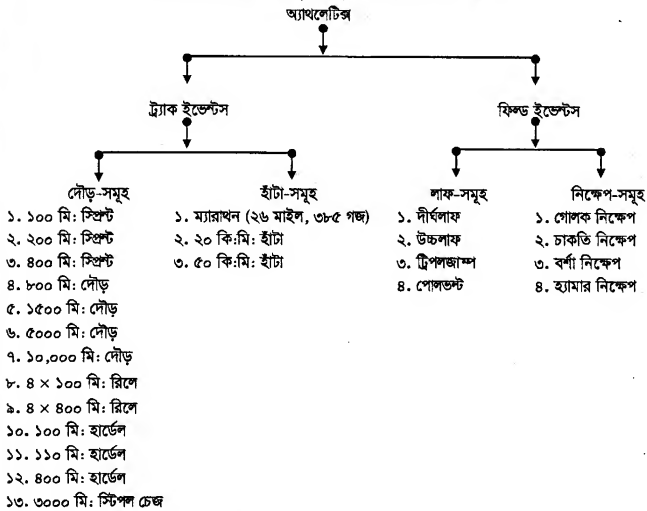 অ্যাথলেটিক্স
ট্র্যাক ইভেন্টস
ফিল্ড ইভেন্টস
দৌড়-সমূহ
১. ১০০ মি: স্প্রিন্ট
২. ২০০ মি: স্প্রিন্ট
৩. ৪০০ মি: স্প্রিন্ট
৪. ৮০০ মি: দৌড়
৫. ১৫০০ মি: দৌড়
৬. ৫০০০ মি: দৌড়
৭. ১০,০০০ মি: দৌড়
৮. ৪ × ১০০ মি: রিলে
৯. ৪ × ৪০০ মি: রিলে
১০. ১০০ মি: হার্ডেল
১১. ১১০ মি: হার্ডেল
১২. ৪০০ মি: হার্ডেল
১৩. ৩০০০ মি: স্টিপল চেজ
হাঁটা-সমূহ
১. ম্যারাথন (২৬ মাইল, ৩৮৫ গজ)
২. ২০ কি:মি: হাঁটা
৩. ৫০ কি:মি: হাঁটা
লাফ-সমূহ
১. দীর্ঘলাফ
২. উচ্চলাফ
৩. ট্রিপলজাম্প
৪. পোলভল্ট
নিক্ষেপ-সমূহ
১. গোলক নিক্ষেপ
২. চাকতি নিক্ষেপ
৩. বর্শা নিক্ষেপ
৪. হ্যামার নিক্ষেপ